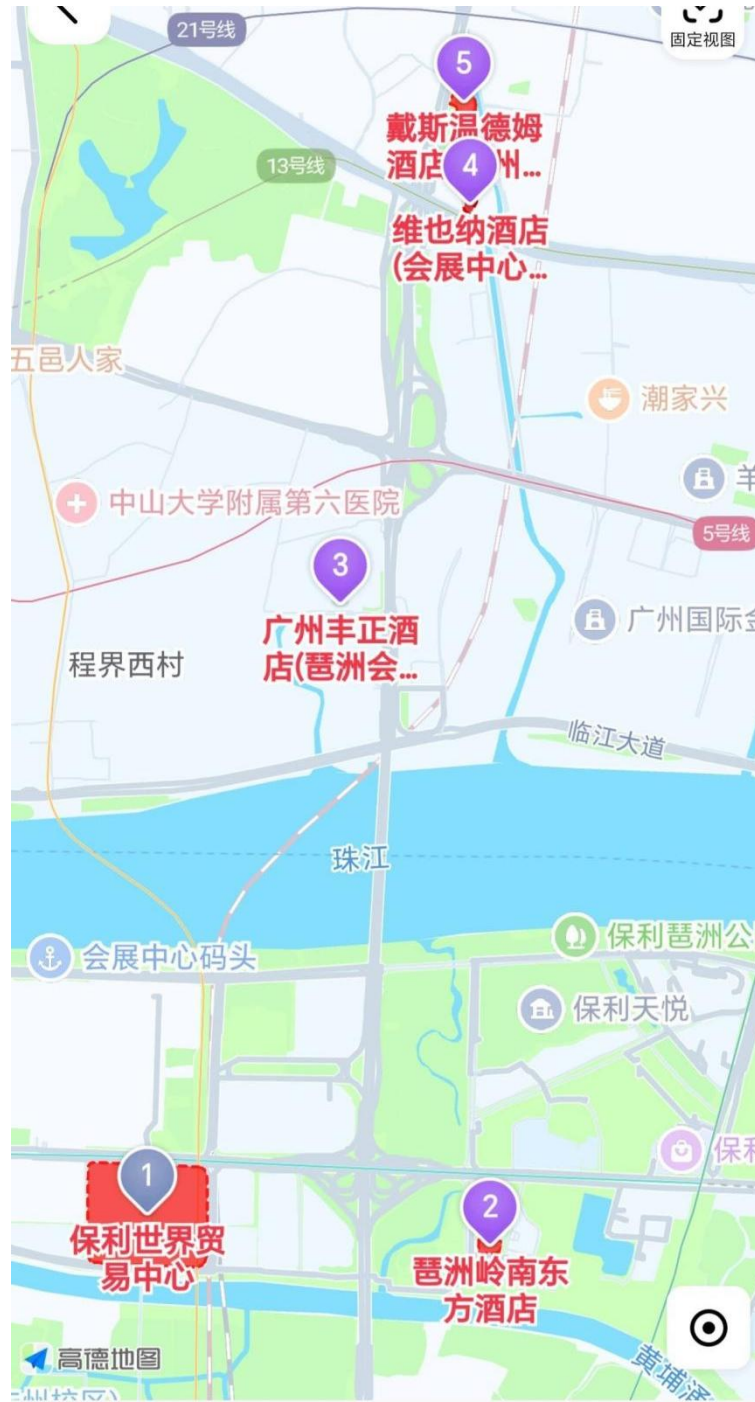 21号线
固定视图
5
戴斯温德姆
酒店
州...
4
13号线
维也纳酒店
(会展中心...
五邑人家
潮家兴
中山大学附属第六医院
羊
5号线
3
广州丰正酒
店(琶洲会...
广州国际金
程界西村
临江大道
珠江
保利琶洲公
会展中心码头
保利天悦
保利
1
保利世界贸
易中心
2
琶洲岭南东
方酒店
高德地图
黄埔涌
州校区)